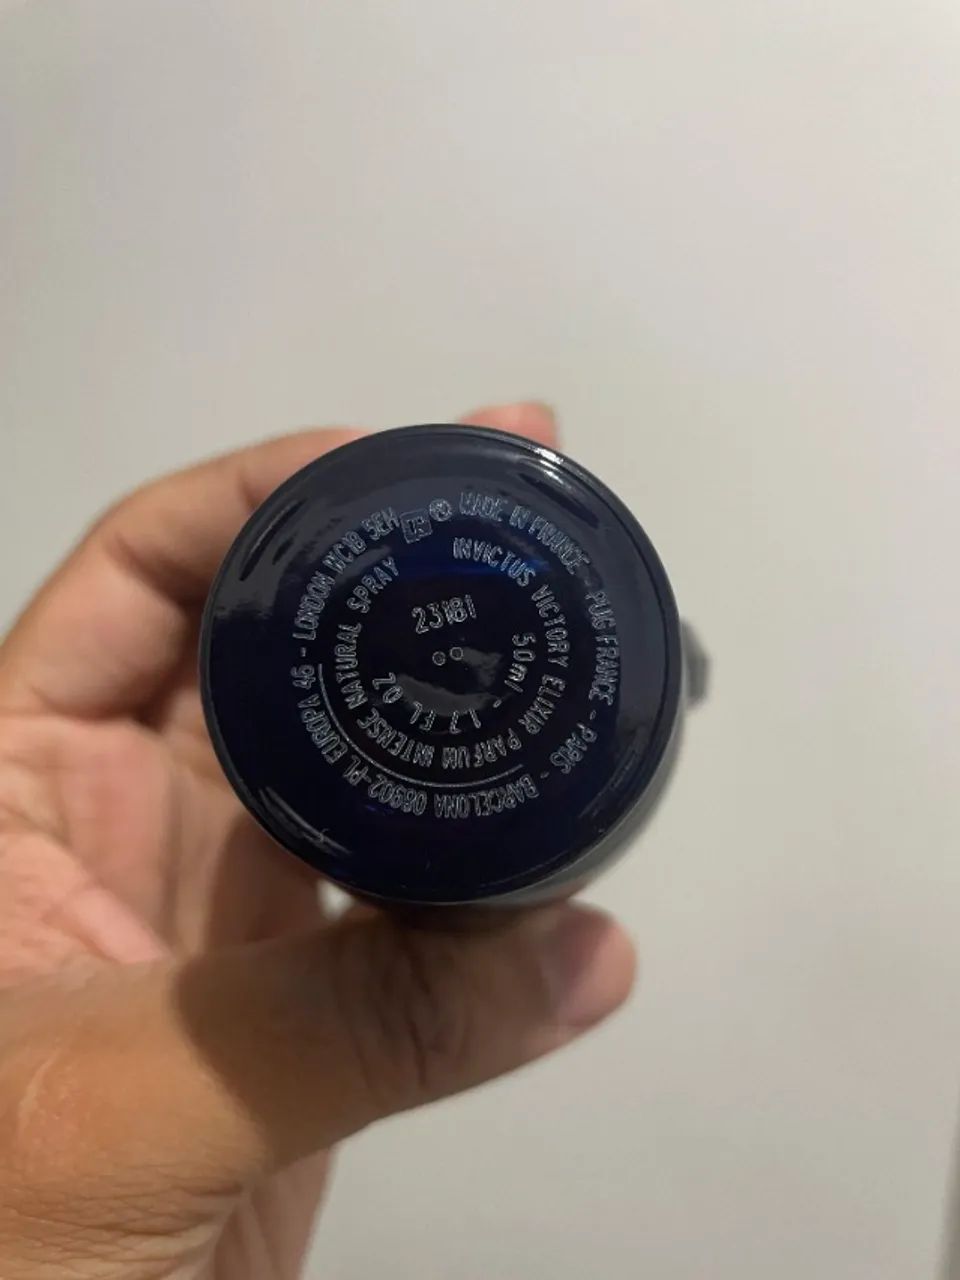 MADE IN FRANCE - PUIG FRANCE - PARIS - BARCELONA 08902-PL EUROPA 46 - LONDON WC1B 5EH
INVICTUS VICTORY ELIXIR PARFUM INTENSE NATURAL SPRAY
50ml - 1.7 FL OZ
23181